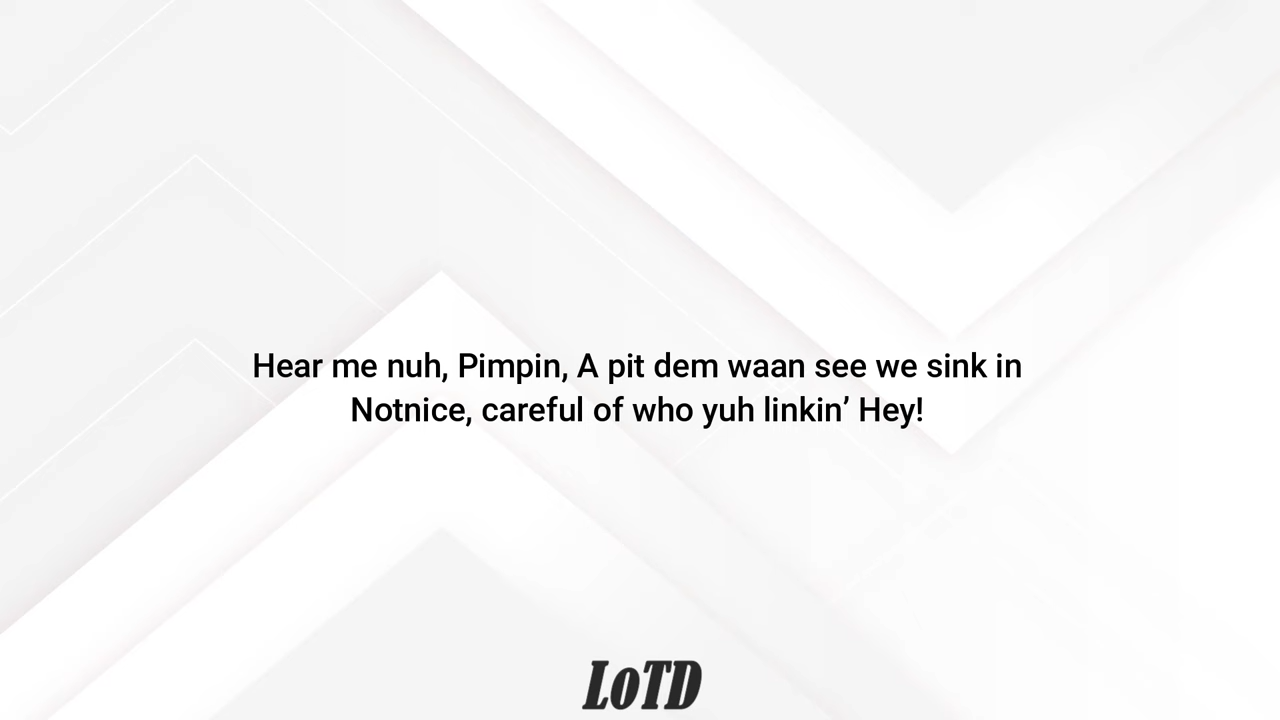 Hear me nuh, Pimpin, A pit dem waan see we sink in
Notnice, careful of who yuh linkin’ Hey!
LoTD